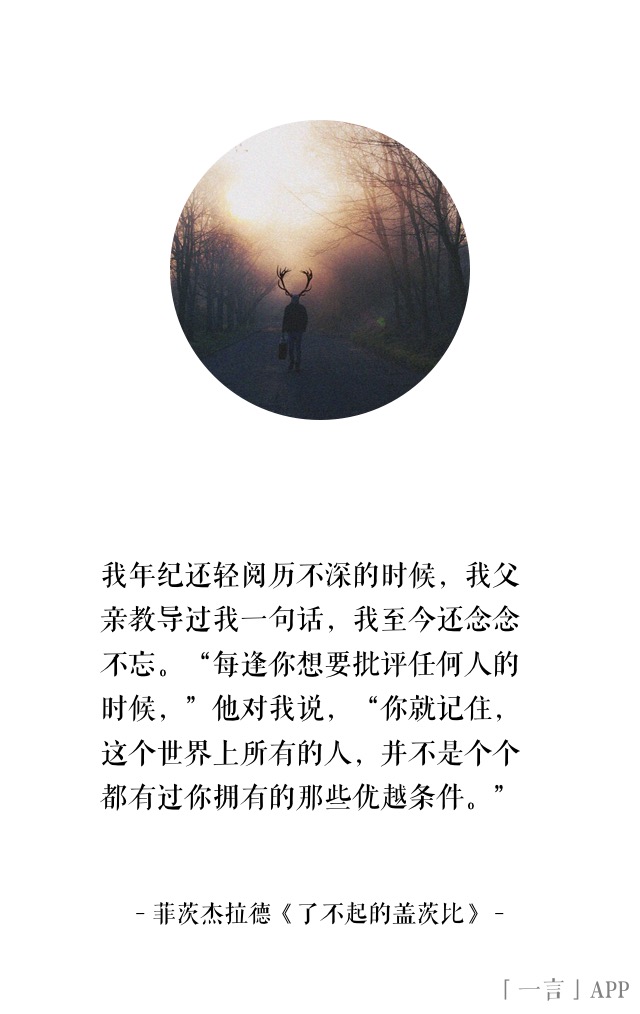 我年纪还轻阅历不深的时候，我父
亲教导过我一句话，我至今还念念
不忘。“每逢你想要批评任何人的
时候，”他对我说，“你就记住，
这个世界上所有的人，并不是个个
都有过你拥有的那些优越条件。”
- 菲茨杰拉德《了不起的盖茨比》 -
「一言」APP